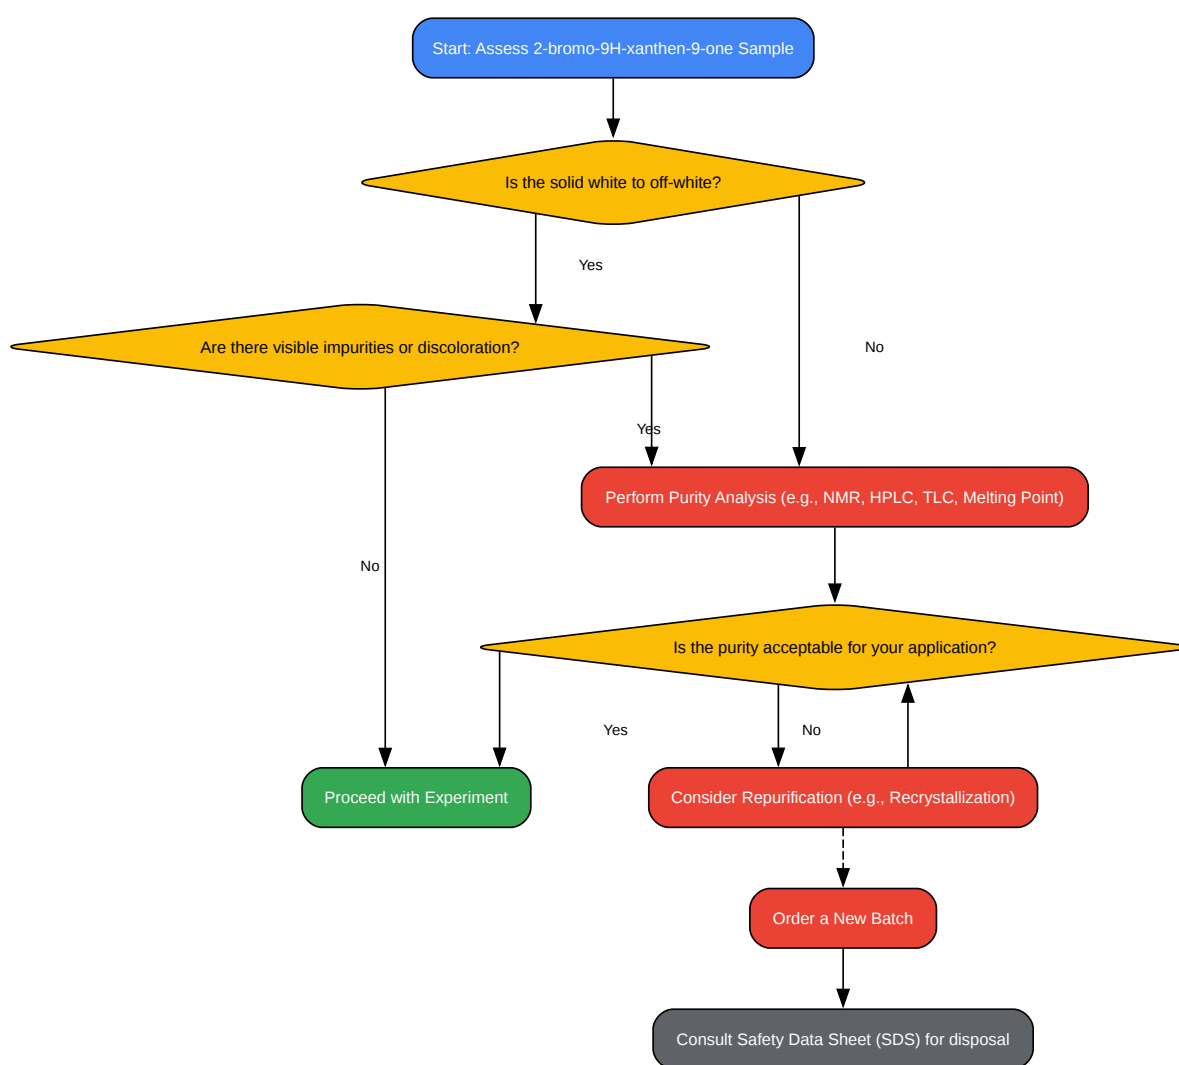 Start: Assess 2-bromo-9H-xanthen-9-one Sample
Is the solid white to off-white?
Yes
Are there visible impurities or discoloration?
No
Yes
Perform Purity Analysis (e.g., NMR, HPLC, TLC, Melting Point)
No
Is the purity acceptable for your application?
Yes
No
Proceed with Experiment
Consider Repurification (e.g., Recrystallization)
Order a New Batch
Consult Safety Data Sheet (SDS) for disposal